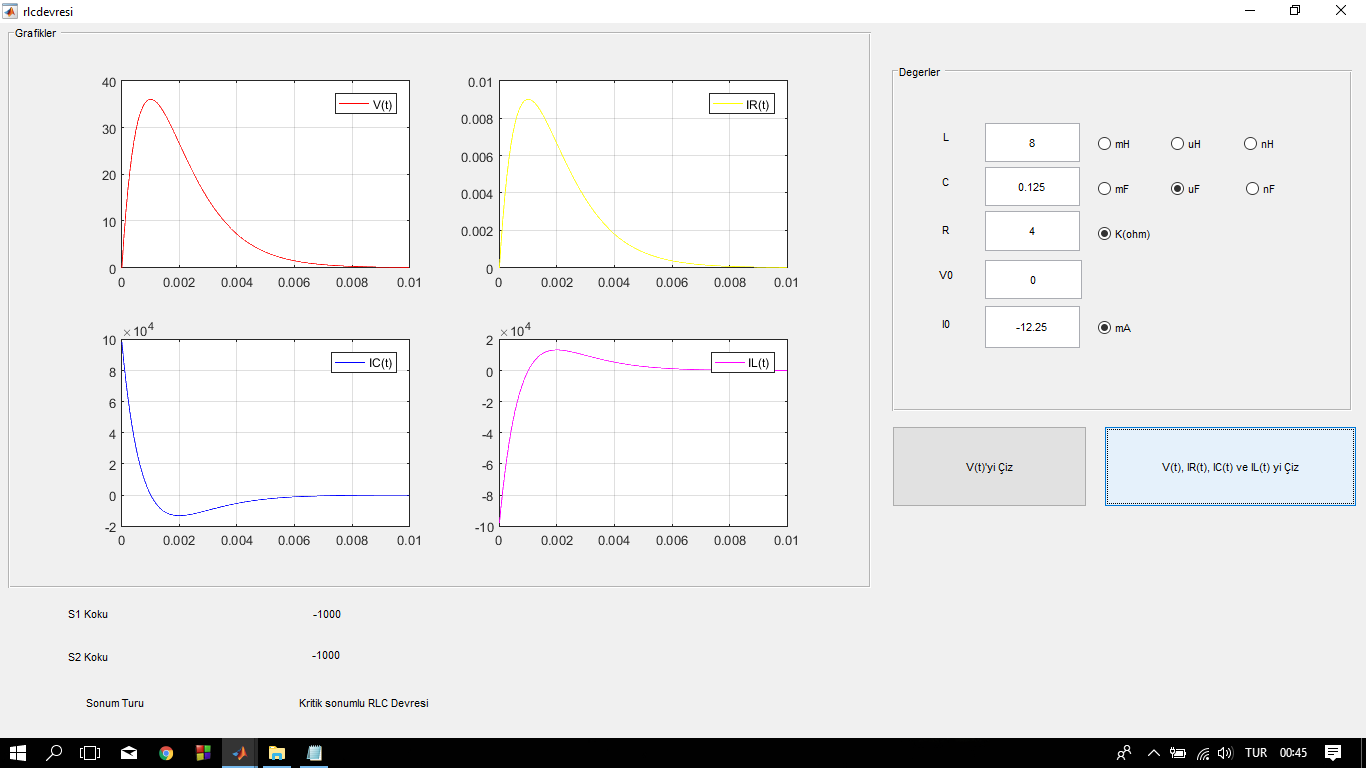 rlcdevresi
Grafikler
40
30
20
10
0
0 0.002 0.004 0.006 0.008 0.01
V(t)
0.01
0.008
0.006
0.004
0.002
0
0 0.002 0.004 0.006 0.008 0.01
IR(t)
×10^4
10
8
6
4
2
0
-2
0 0.002 0.004 0.006 0.008 0.01
IC(t)
×10^4
2
0
-2
-4
-6
-8
-10
0 0.002 0.004 0.006 0.008 0.01
IL(t)
Degerler
L 8 mH uH nH
C 0.125 mF uF nF
R 4 K(ohm)
V0 0
I0 -12.25 mA
V(t)'yi Çiz
V(t), IR(t), IC(t) ve IL(t) yi Çiz
S1 Koku -1000
S2 Koku -1000
Sonum Turu Kritik sonumlu RLC Devresi
TUR 00:45